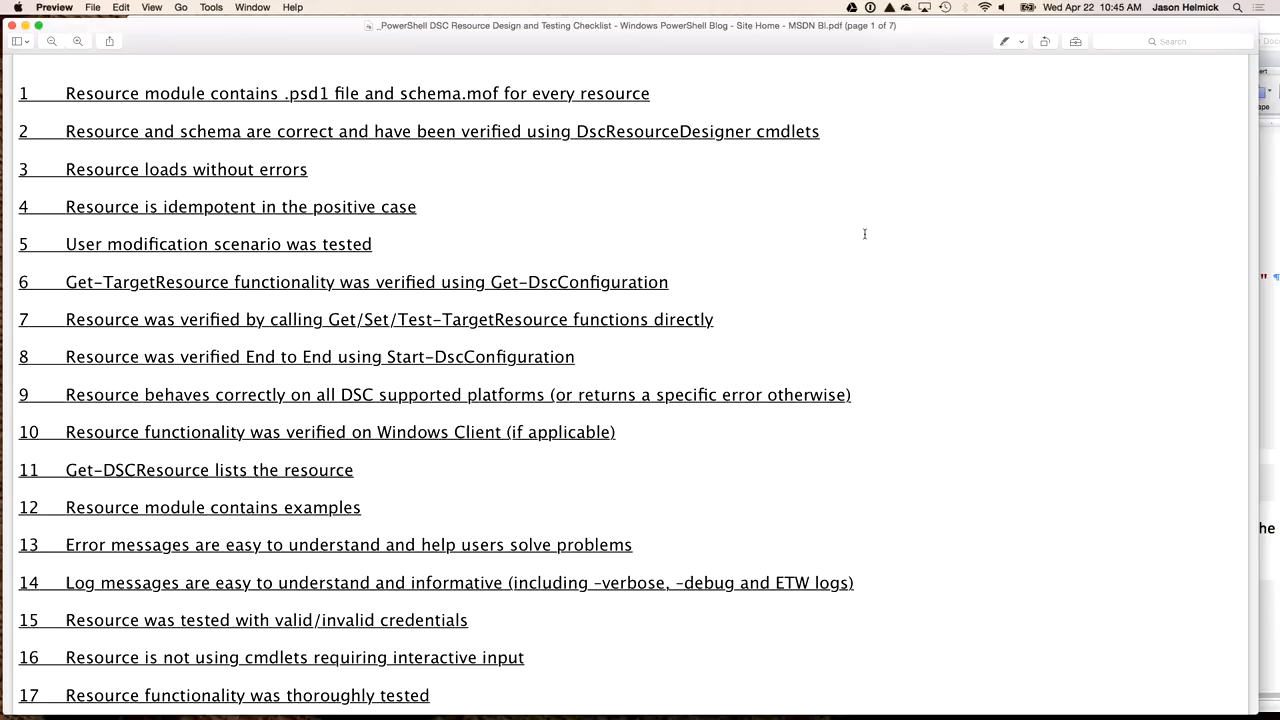 Preview File Edit View Go Tools Window Help Wed Apr 22 10:45 AM Jason Helmick
_PowerShell DSC Resource Design and Testing Checklist - Windows PowerShell Blog - Site Home - MSDN Bl.pdf (page 1 of 7)
Search
1 Resource module contains .psd1 file and schema.mof for every resource
2 Resource and schema are correct and have been verified using DscResourceDesigner cmdlets
3 Resource loads without errors
4 Resource is idempotent in the positive case
5 User modification scenario was tested
6 Get-TargetResource functionality was verified using Get-DscConfiguration
7 Resource was verified by calling Get/Set/Test-TargetResource functions directly
8 Resource was verified End to End using Start-DscConfiguration
9 Resource behaves correctly on all DSC supported platforms (or returns a specific error otherwise)
10 Resource functionality was verified on Windows Client (if applicable)
11 Get-DSCResource lists the resource
12 Resource module contains examples
he
13 Error messages are easy to understand and help users solve problems
14 Log messages are easy to understand and informative (including –verbose, –debug and ETW logs)
15 Resource was tested with valid/invalid credentials
16 Resource is not using cmdlets requiring interactive input
17 Resource functionality was thoroughly tested